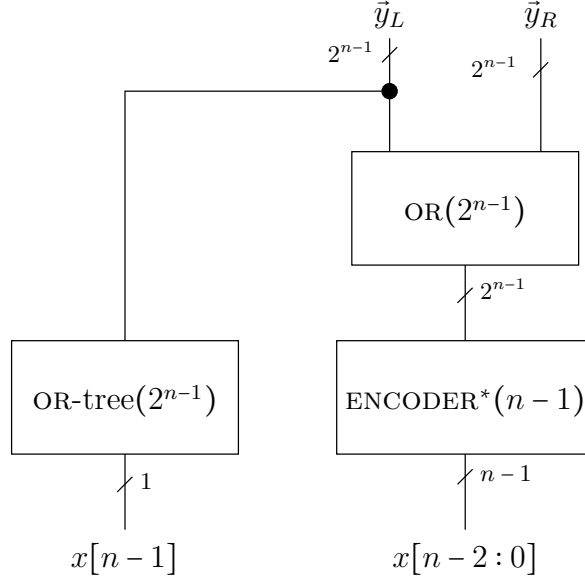 y⃗_L y⃗_R
2^{n−1} 2^{n−1}
OR(2^{n−1})
2^{n−1}
OR-tree(2^{n−1}) ENCODER*(n − 1)
1 n − 1
x[n − 1] x[n − 2 : 0]